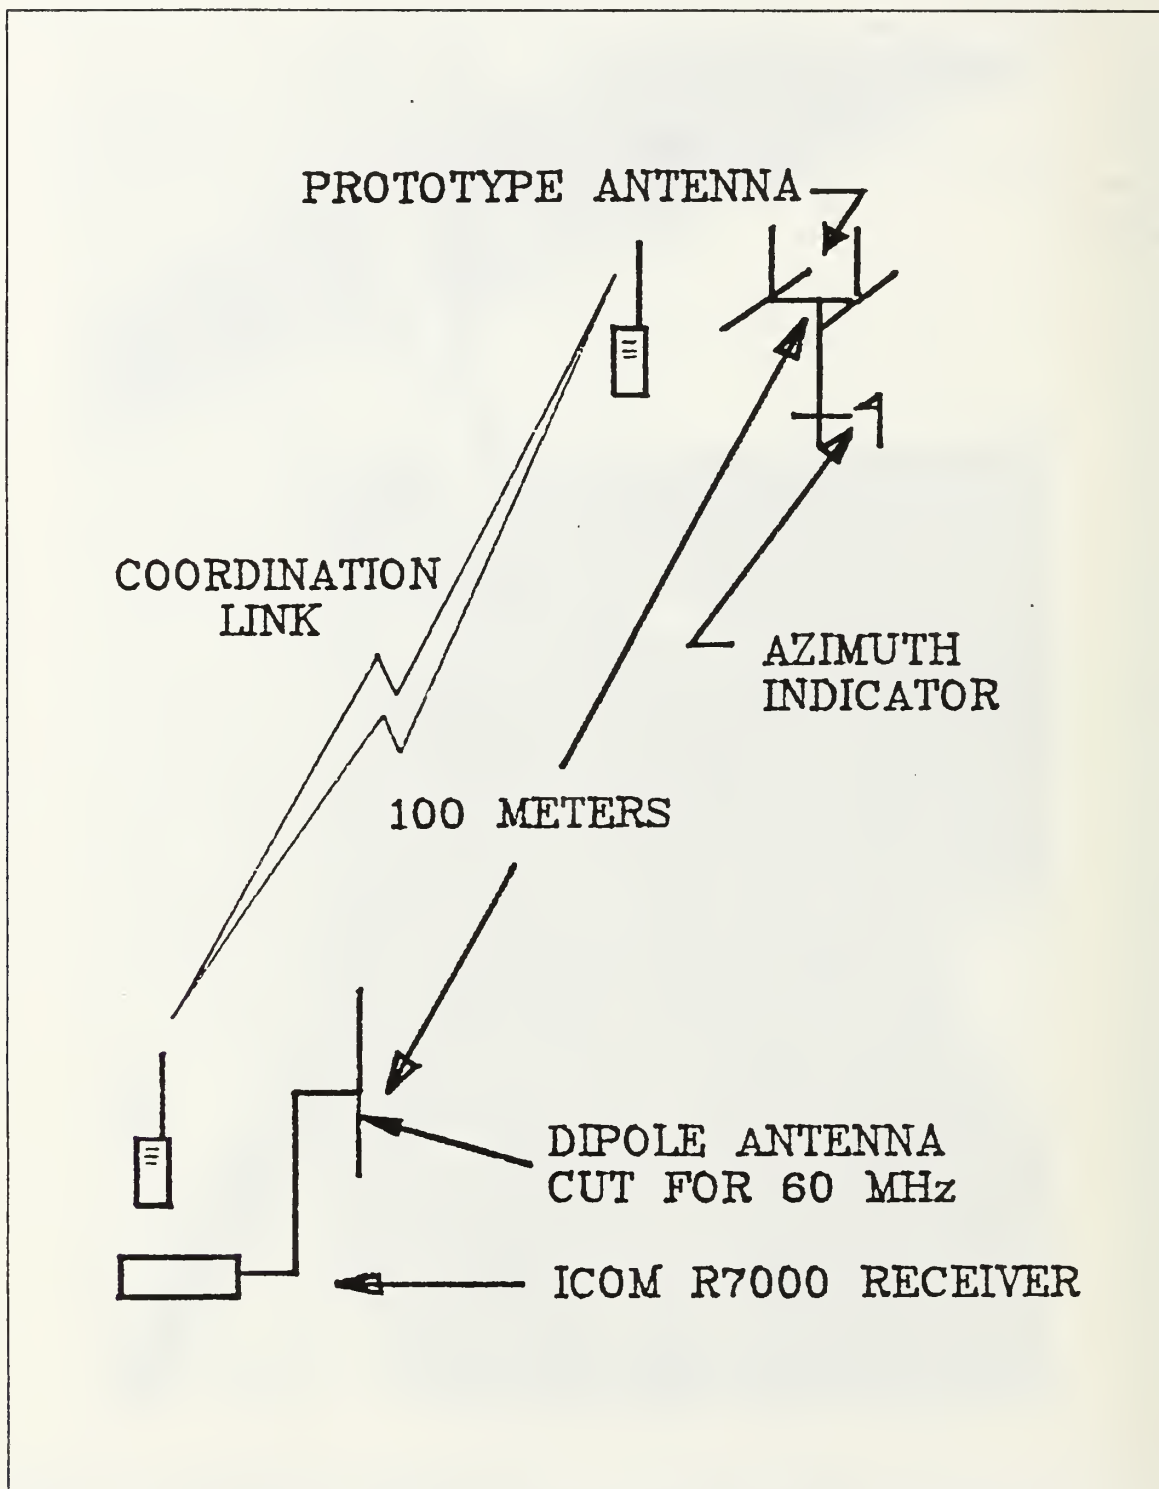 PROTOTYPE ANTENNA
COORDINATION
LINK
AZIMUTH
INDICATOR
100 METERS
DIPOLE ANTENNA
CUT FOR 60 MHz
ICOM R7000 RECEIVER